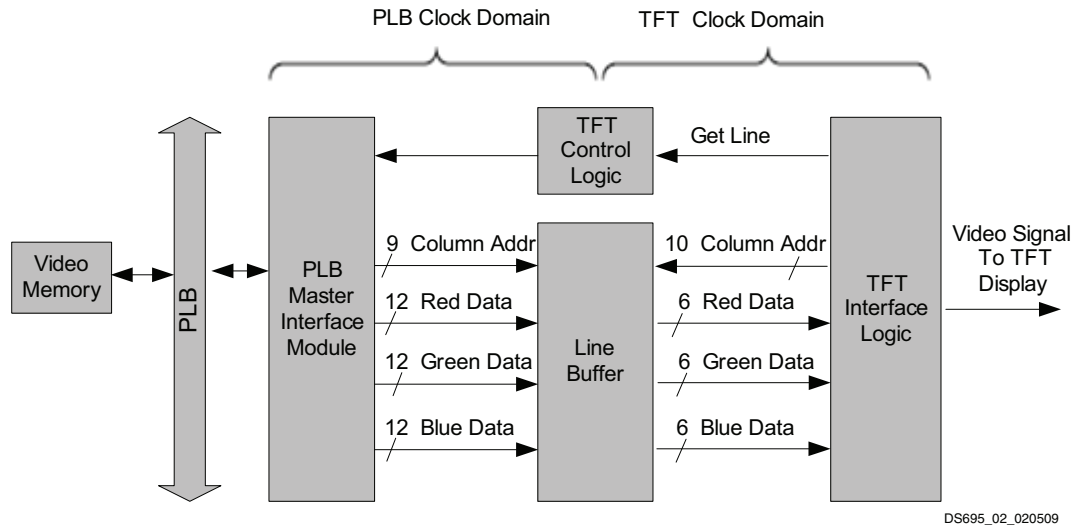 PLB Clock Domain
TFT Clock Domain
TFT
Control
Logic
Get Line
Video
Memory
PLB
PLB
Master
Interface
Module
9 Column Addr
12 Red Data
12 Green Data
12 Blue Data
Line
Buffer
10 Column Addr
6 Red Data
6 Green Data
6 Blue Data
TFT
Interface
Logic
Video Signal
To TFT
Display
DS695_02_020509